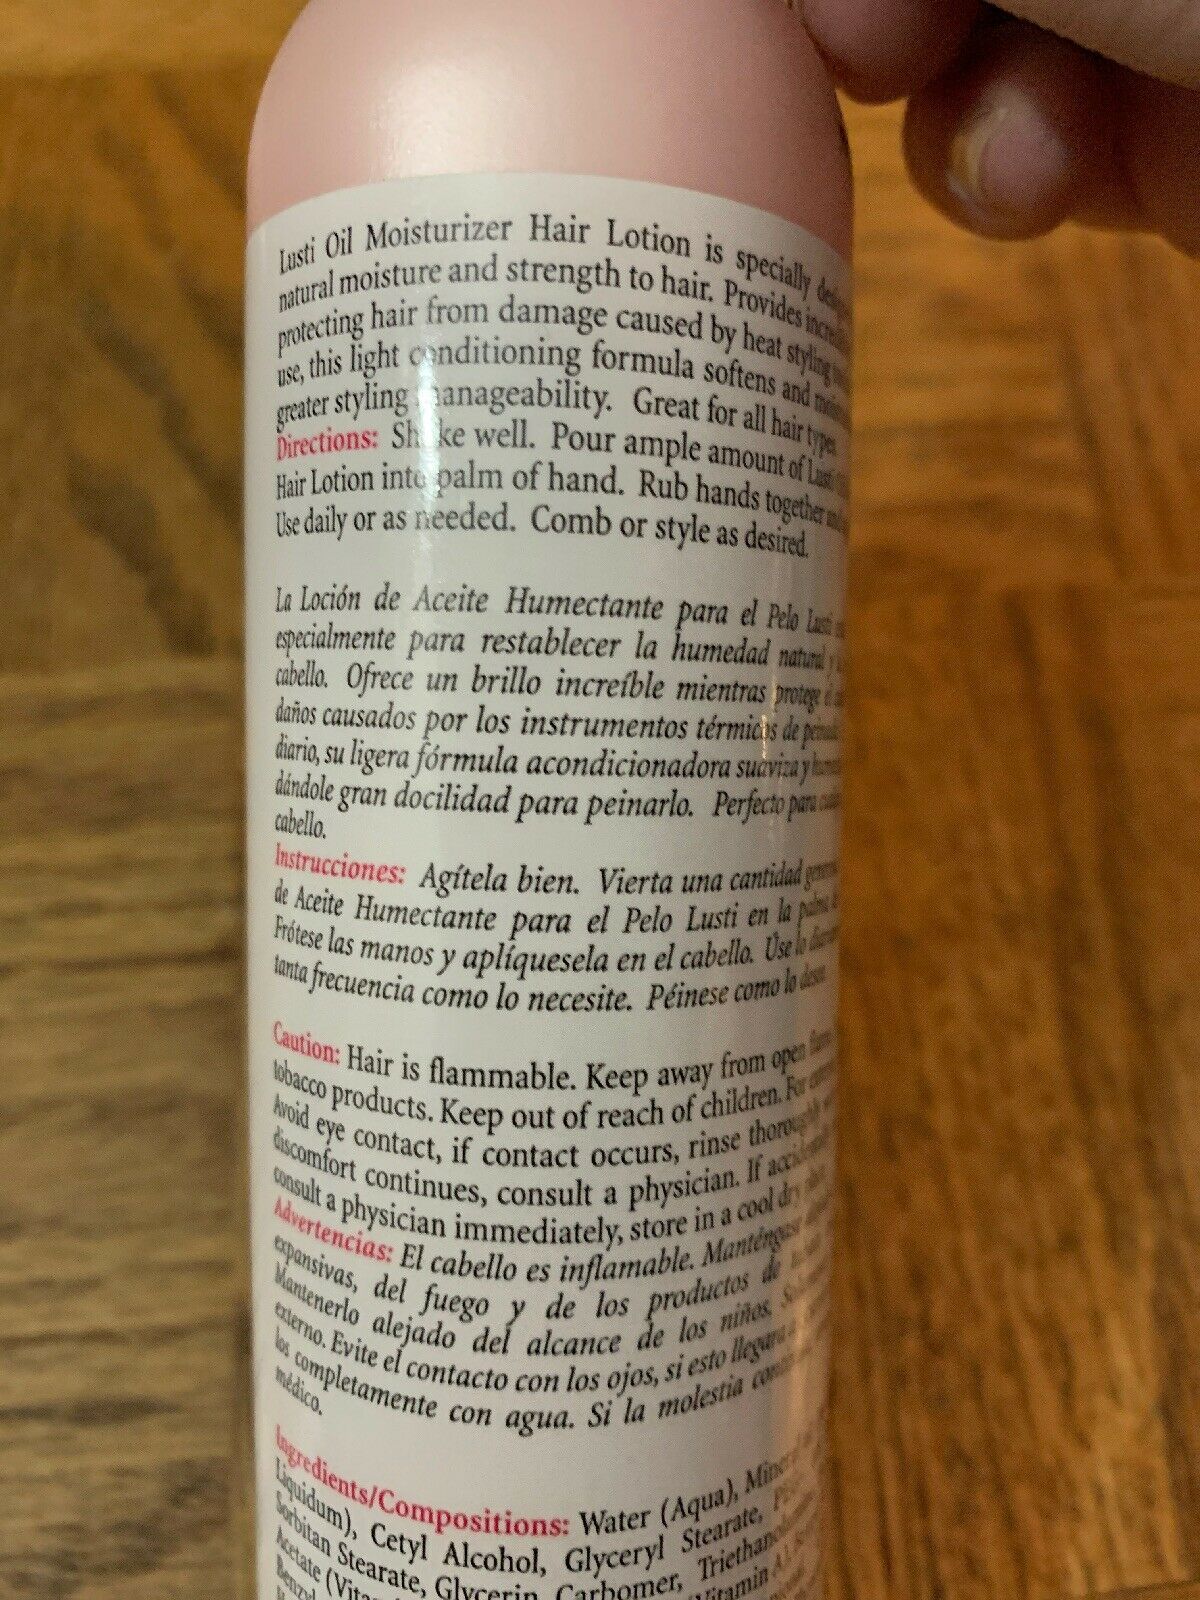 Lusti Oil Moisturizer Hair Lotion is specially
natural moisture and strength to hair. Provides
protecting hair from damage caused by heat styling
use, this light conditioning formula softens and
greater styling manageability. Great for all hair types
Directions: Shake well. Pour ample amount of Lusti
Hair Lotion into palm of hand. Rub hands together
Use daily or as needed. Comb or style as desired.
La Loción de Aceite Humectante para el Pelo Lusti
especialmente para restablecer la humedad natural y
cabello. Ofrece un brillo increíble mientras protege el
daños causados por los instrumentos térmicos de
diario, su ligera fórmula acondicionadora suaviza y
dándole gran docilidad para peinarlo. Perfecto para
cabello.
Instrucciones: Agítela bien. Vierta una cantidad
de Aceite Humectante para el Pelo Lusti en la palma
Frótese las manos y aplíquesela en el cabello. Úse lo
tanta frecuencia como lo necesite. Péinese como lo
Caution: Hair is flammable. Keep away from open
tobacco products. Keep out of reach of children. For
Avoid eye contact, if contact occurs, rinse thoroughly
discomfort continues, consult a physician. If
consult a physician immediately, store in a cool dry
Advertencias: El cabello es inflamable. Manténgase
expansivas, del fuego y de los productos de
Mantenerlo alejado del alcance de los niños.
externo. Evite el contacto con los ojos, si esto llegara
los completamente con agua. Si la molestia
médico.
Ingredients/Compositions: Water (Aqua),
Liquidum), Cetyl Alcohol, Glyceryl Stearate,
Sorbitan Stearate, Glycerin, Carbomer,
Acetate